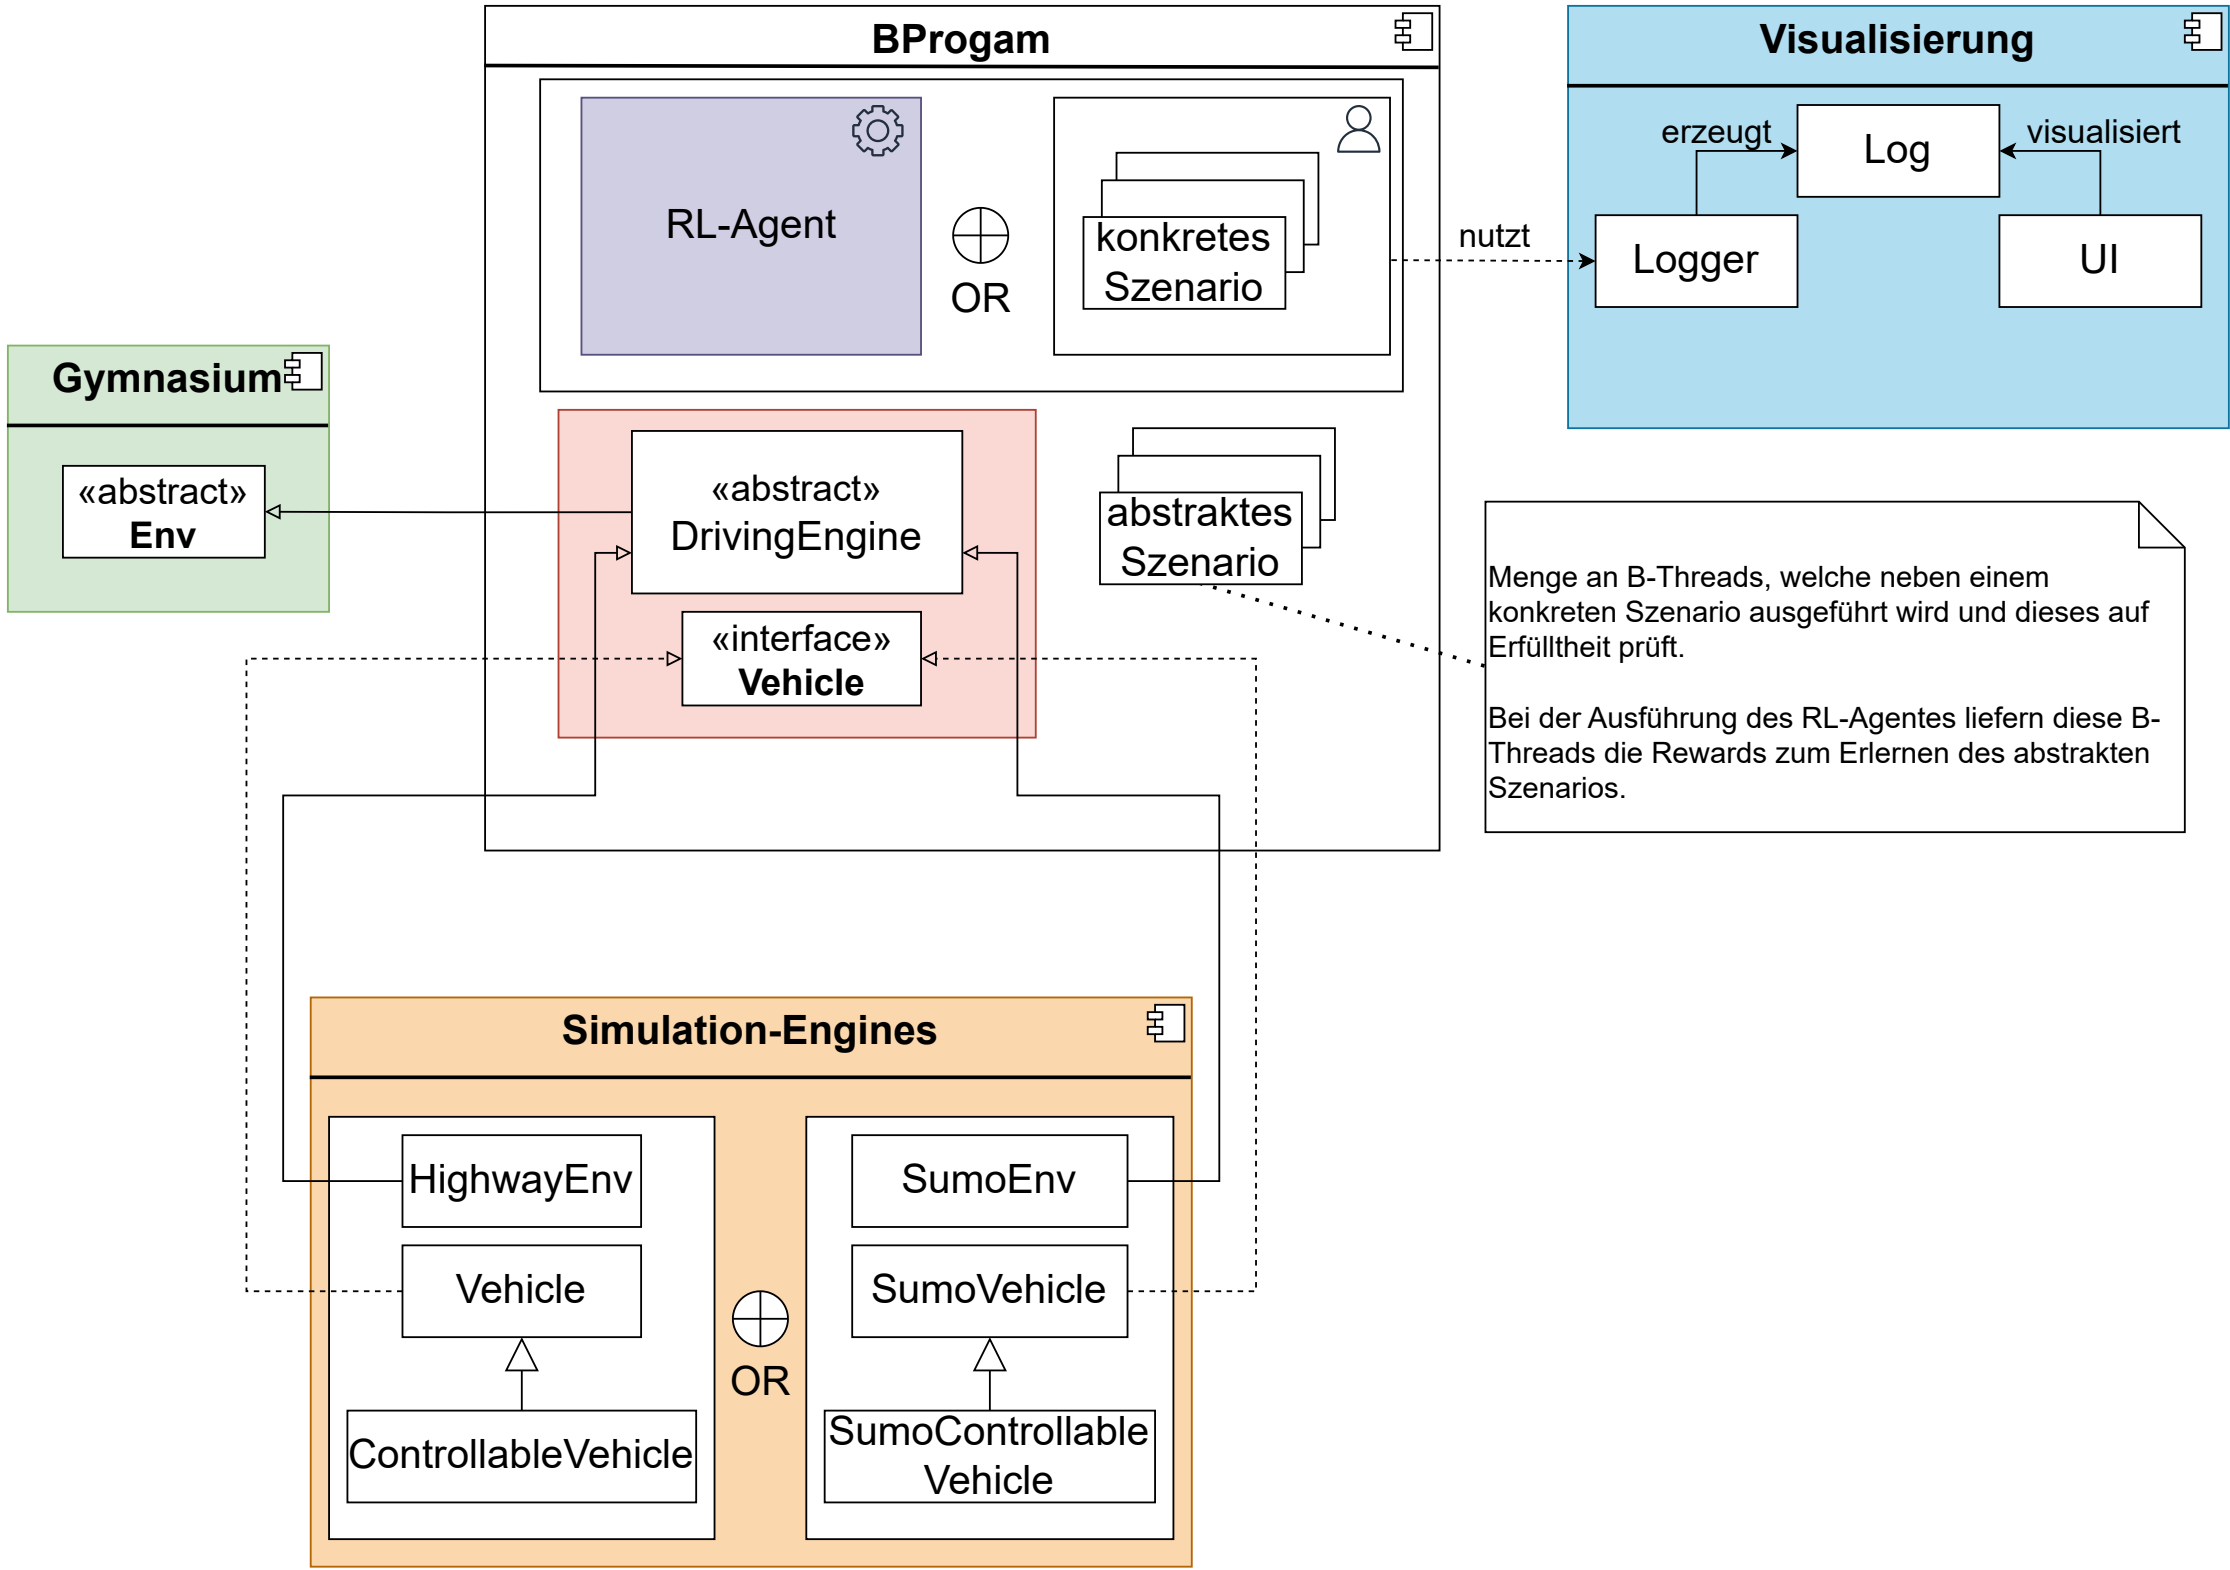 BProgam
Visualisierung
RL-Agent
OR
konkretes
Szenario
nutzt
erzeugt
Log
visualisiert
Logger
UI
Gymnasium
«abstract»
Env
«abstract»
DrivingEngine
«interface»
Vehicle
abstraktes
Szenario
Menge an B-Threads, welche neben einem
konkreten Szenario ausgeführt wird und dieses auf
Erfülltheit prüft.
Bei der Ausführung des RL-Agentes liefern diese B-
Threads die Rewards zum Erlernen des abstrakten
Szenarios.
Simulation-Engines
HighwayEnv
Vehicle
ControllableVehicle
OR
SumoEnv
SumoVehicle
SumoControllable
Vehicle